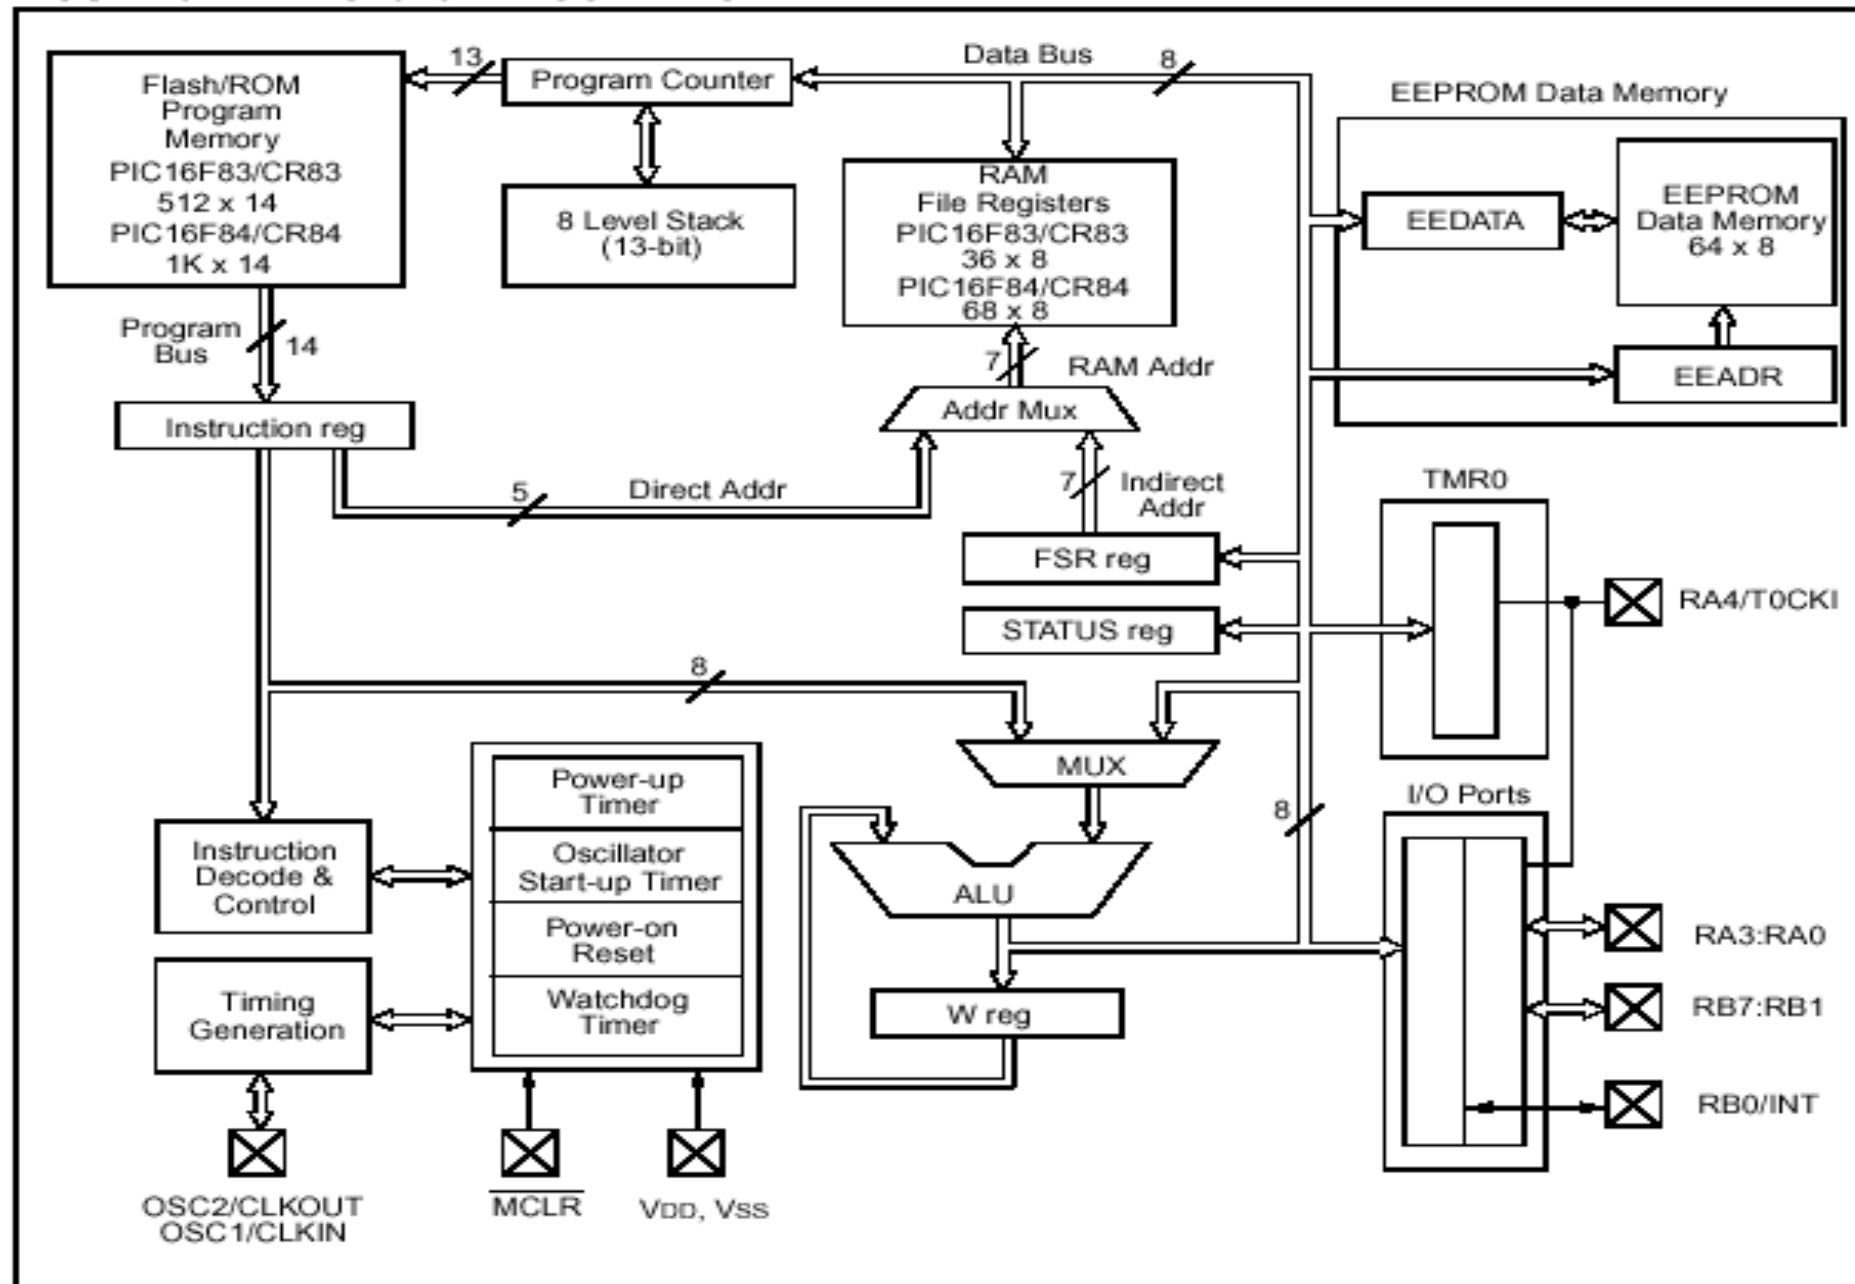 Flash/ROM
Program
Memory
PIC16F83/CR83
512 x 14
PIC16F84/CR84
1K x 14
13
Program Counter
Data Bus
8
8 Level Stack
(13-bit)
RAM
File Registers
PIC16F83/CR83
36 x 8
PIC16F84/CR84
68 x 8
EEPROM Data Memory
EEDATA
EEPROM
Data Memory
64 x 8
EEADR
Program
Bus
14
Instruction reg
7
RAM Addr
Addr Mux
5
Direct Addr
7
Indirect
Addr
FSR reg
STATUS reg
TMR0
RA4/T0CKI
8
MUX
8
I/O Ports
Power-up
Timer
Oscillator
Start-up Timer
Power-on
Reset
Watchdog
Timer
Instruction
Decode &
Control
Timing
Generation
ALU
W reg
RA3:RA0
RB7:RB1
RB0/INT
OSC2/CLKOUT
OSC1/CLKIN
MCLR
VDD, VSS